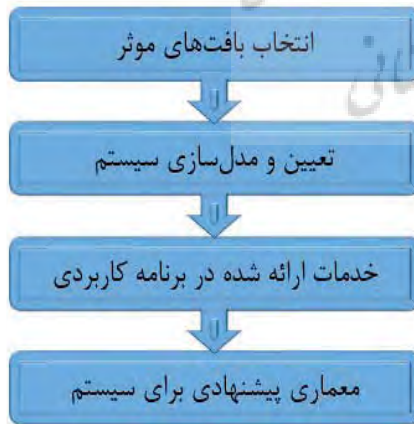 انتخاب بافت‌های موثر
تعیین و مدل‌سازی سیستم
خدمات ارائه شده در برنامه کاربردی
معماری پیشنهادی برای سیستم